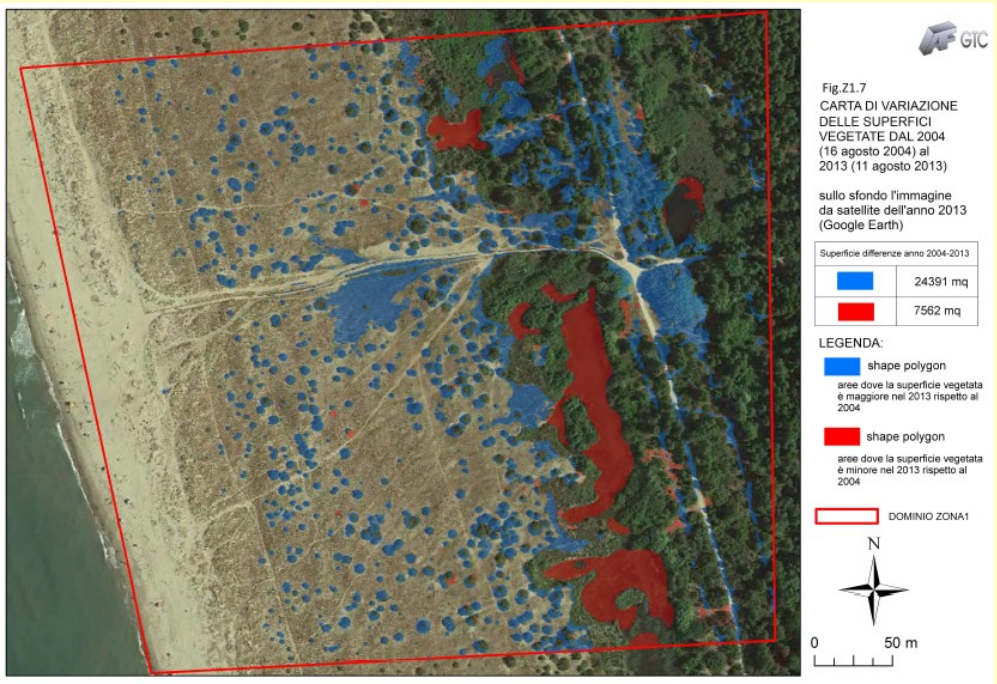 AF GTC
Fig.Z1.7
CARTA DI VARIAZIONE
DELLE SUPERFICI
VEGETATE DAL 2004
(16 agosto 2004) al
2013 (11 agosto 2013)
sullo sfondo l'immagine
da satellite dell'anno 2013
(Google Earth)
Superficie differenze anno 2004-2013
24391 mq
7562 mq
LEGENDA:
shape polygon
aree dove la superficie vegetata
è maggiore nel 2013 rispetto al
2004
shape polygon
aree dove la superficie vegetata
è minore nel 2013 rispetto al
2004
DOMINIO ZONA1
N
0 50 m